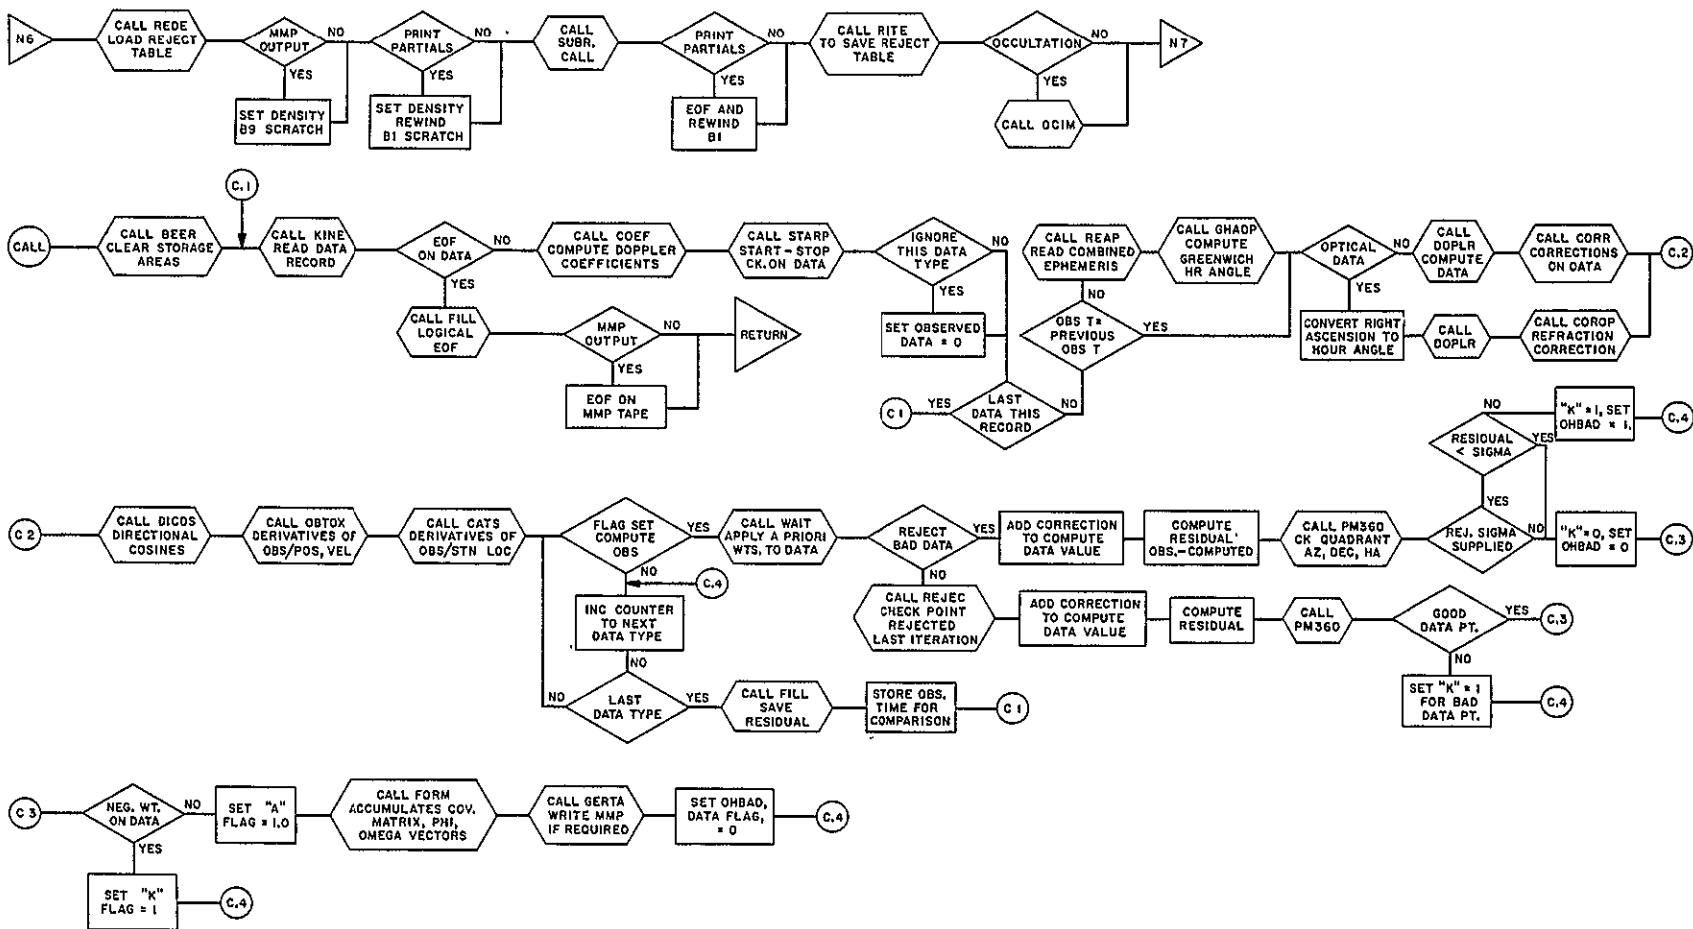 N6
CALL REDE
LOAD REJECT
TABLE
MMP
OUTPUT
NO
YES
SET DENSITY
B9 SCRATCH
PRINT
PARTIALS
NO
YES
SET DENSITY
REWIND
B1 SCRATCH
CALL
SUBR.
CALL
PRINT
PARTIALS
NO
YES
EOF AND
REWIND
B1
CALL RITE
TO SAVE REJECT
TABLE
OCCULTATION
NO
YES
CALL OCIM
N7
CALL
CALL BEER
CLEAR STORAGE
AREAS
C.1
CALL KINE
READ DATA
RECORD
EOF
ON DATA
NO
YES
CALL FILL
LOGICAL
EOF
MMP
OUTPUT
NO
YES
EOF ON
MMP TAPE
RETURN
CALL COEF
COMPUTE DOPPLER
COEFFICIENTS
CALL STARP
START-STOP
CK. ON DATA
IGNORE
THIS DATA
TYPE
NO
YES
SET OBSERVED
DATA = 0
LAST
DATA THIS
RECORD
YES
C 1
NO
OBS T=
PREVIOUS
OBS T
NO
YES
CALL REAP
READ COMBINED
EPHEMERIS
CALL GHAOP
COMPUTE
GREENWICH
HR ANGLE
OPTICAL
DATA
NO
YES
CALL
DOPLR
COMPUTE
DATA
CALL CORR
CORRECTIONS
ON DATA
C.2
CONVERT RIGHT
ASCENSION TO
HOUR ANGLE
CALL
DOPLR
CALL COROP
REFRACTION
CORRECTION
C 2
CALL DICOS
DIRECTIONAL
COSINES
CALL OBTOX
DERIVATIVES OF
OBS/POS, VEL
CALL CATS
DERIVATIVES OF
OBS/STN LOC
FLAG SET
COMPUTE
OBS
YES
NO
C.4
INC COUNTER
TO NEXT
DATA TYPE
NO
LAST
DATA TYPE
NO
YES
CALL FILL
SAVE
RESIDUAL
STORE OBS.
TIME FOR
COMPARISON
C 1
CALL WAIT
APPLY A PRIORI
WTS. TO DATA
REJECT
BAD DATA
YES
NO
ADD CORRECTION
TO COMPUTE
DATA VALUE
COMPUTE
RESIDUAL'
OBS.-COMPUTED
CALL PM360
CK QUADRANT
AZ, DEC, HA
REJ. SIGMA
SUPPLIED
YES
NO
RESIDUAL
< SIGMA
NO
YES
"K" = 1, SET
OHBAD = 1.
C.4
"K"=0, SET
OHBAD = 0
C.3
CALL REJEC
CHECK POINT
REJECTED
LAST ITERATION
ADD CORRECTION
TO COMPUTE
DATA VALUE
COMPUTE
RESIDUAL
CALL
PM360
GOOD
DATA PT.
YES
C.3
NO
SET "K" = 1
FOR BAD
DATA PT.
C.4
C 3
NEG. WT.
ON DATA
NO
YES
SET "K"
FLAG = 1
C.4
SET "A"
FLAG = 1.0
CALL FORM
ACCUMULATES COV.
MATRIX, PHI,
OMEGA VECTORS
CALL GERTA
WRITE MMP
IF REQUIRED
SET OHBAD,
DATA FLAG,
= 0
C.4